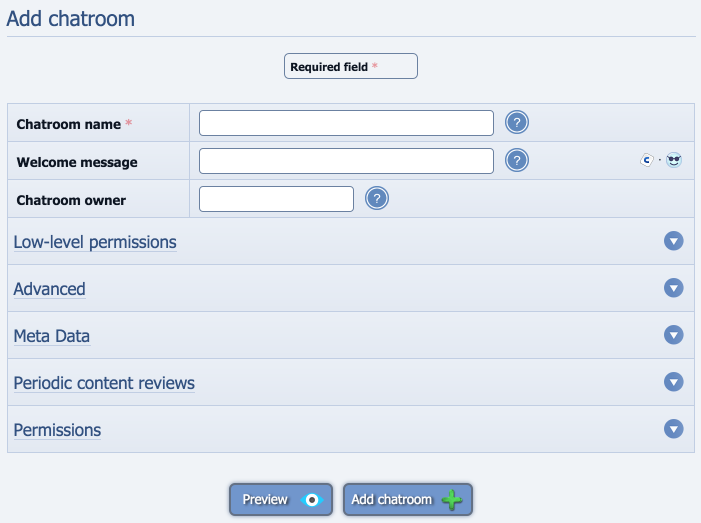 Add chatroom
Required field *
Chatroom name *
?
Welcome message
?
c
Chatroom owner
?
Low-level permissions
Advanced
Meta Data
Periodic content reviews
Permissions
Preview
Add chatroom